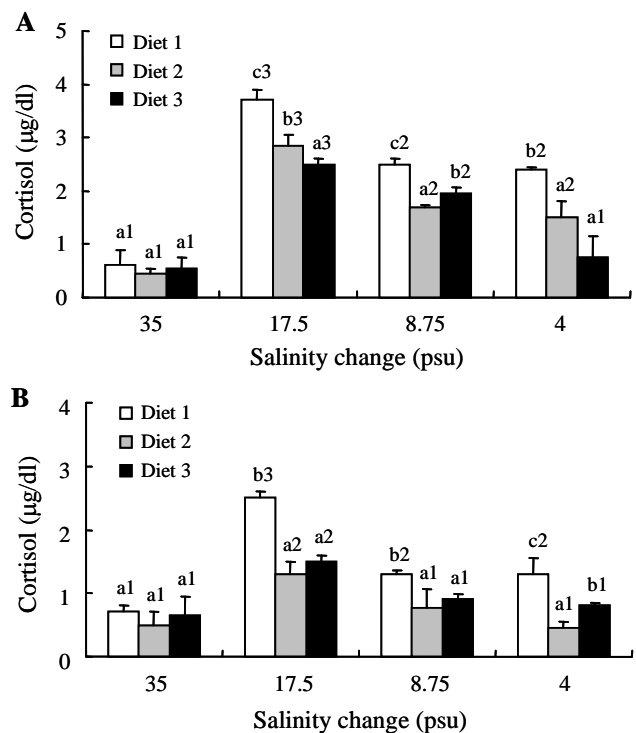 A
Cortisol (µg/dl)
5
4
3
2
1
0
Diet 1
Diet 2
Diet 3
a1 a1 a1
c3 b3 a3
c2 a2 b2
b2 a2 a1
35 17.5 8.75 4
Salinity change (psu)
B
Cortisol (µg/dl)
4
3
2
1
0
Diet 1
Diet 2
Diet 3
a1 a1 a1
b3 a2 a2
b2 a1 a1
c2 a1 b1
35 17.5 8.75 4
Salinity change (psu)